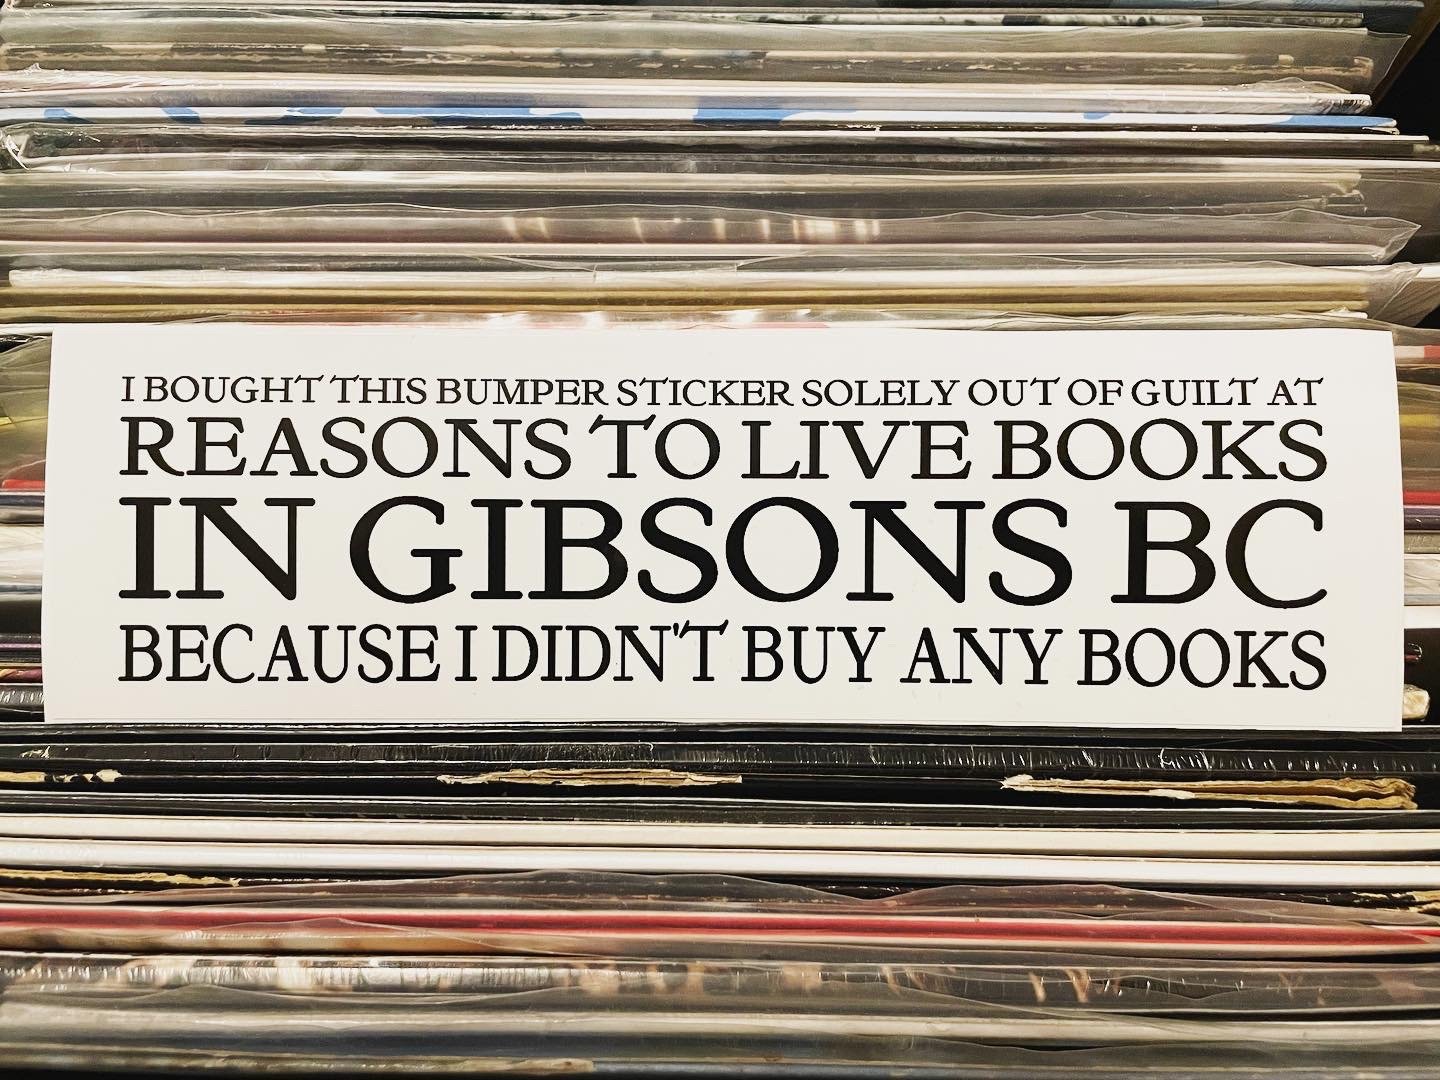 I BOUGHT THIS BUMPER STICKER SOLELY OUT OF GUILT AT
REASONS TO LIVE BOOKS
IN GIBSONS BC
BECAUSE I DIDN'T BUY ANY BOOKS